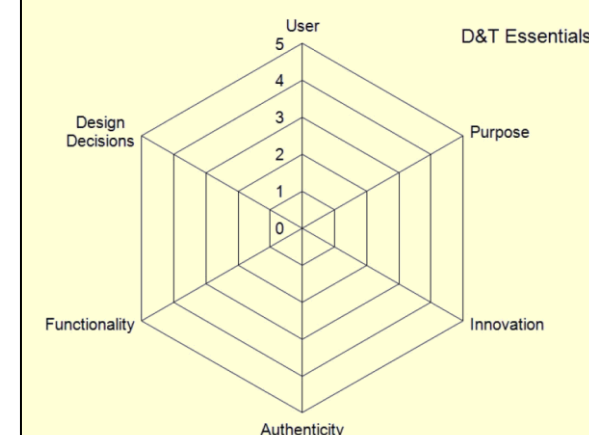 User
D&T Essentials
5
4
3
2
1
0
Design
Decisions
Purpose
Functionality
Innovation
Authenticity